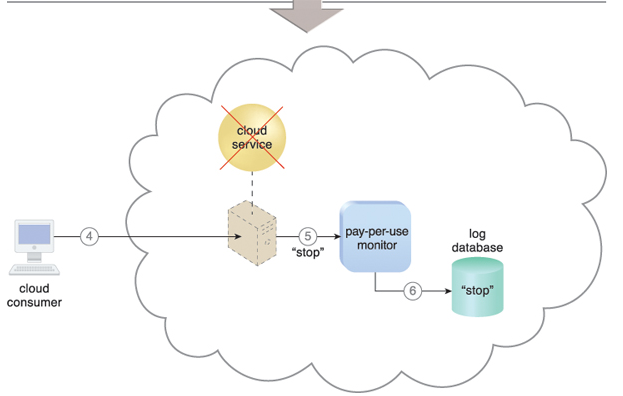 cloud
service
4
5
"stop"
pay-per-use
monitor
log
database
6
"stop"
cloud
consumer